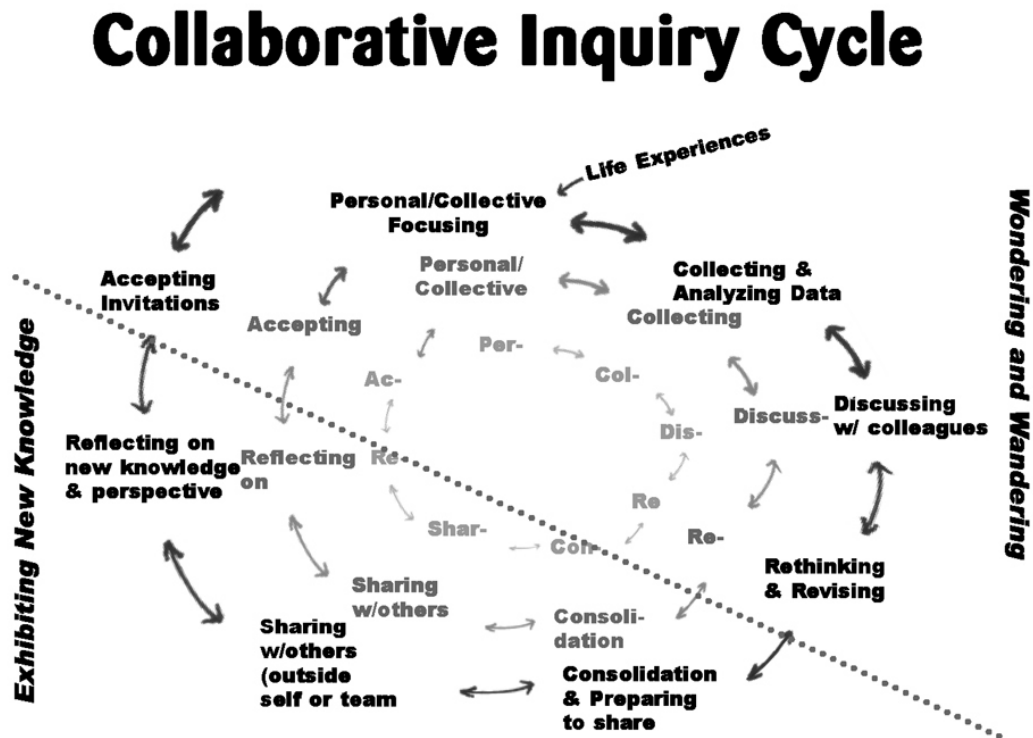 Collaborative Inquiry Cycle
Life Experiences
Personal/Collective
Focusing
Collecting &
Analyzing Data
Discussing
w/ colleagues
Rethinking
& Revising
Consolidation
& Preparing
to share
Sharing
w/others
(outside
self or team
Reflecting on
new knowledge
& perspective
Accepting
Invitations
Personal/
Collective
Collecting
Discuss-
Re-
Consoli-
dation
Sharing
w/others
Reflecting
on
Accepting
Per-
Col-
Dis-
Re
Con-
Shar-
Re-
Ac-
Wondering and Wandering
Exhibiting New Knowledge